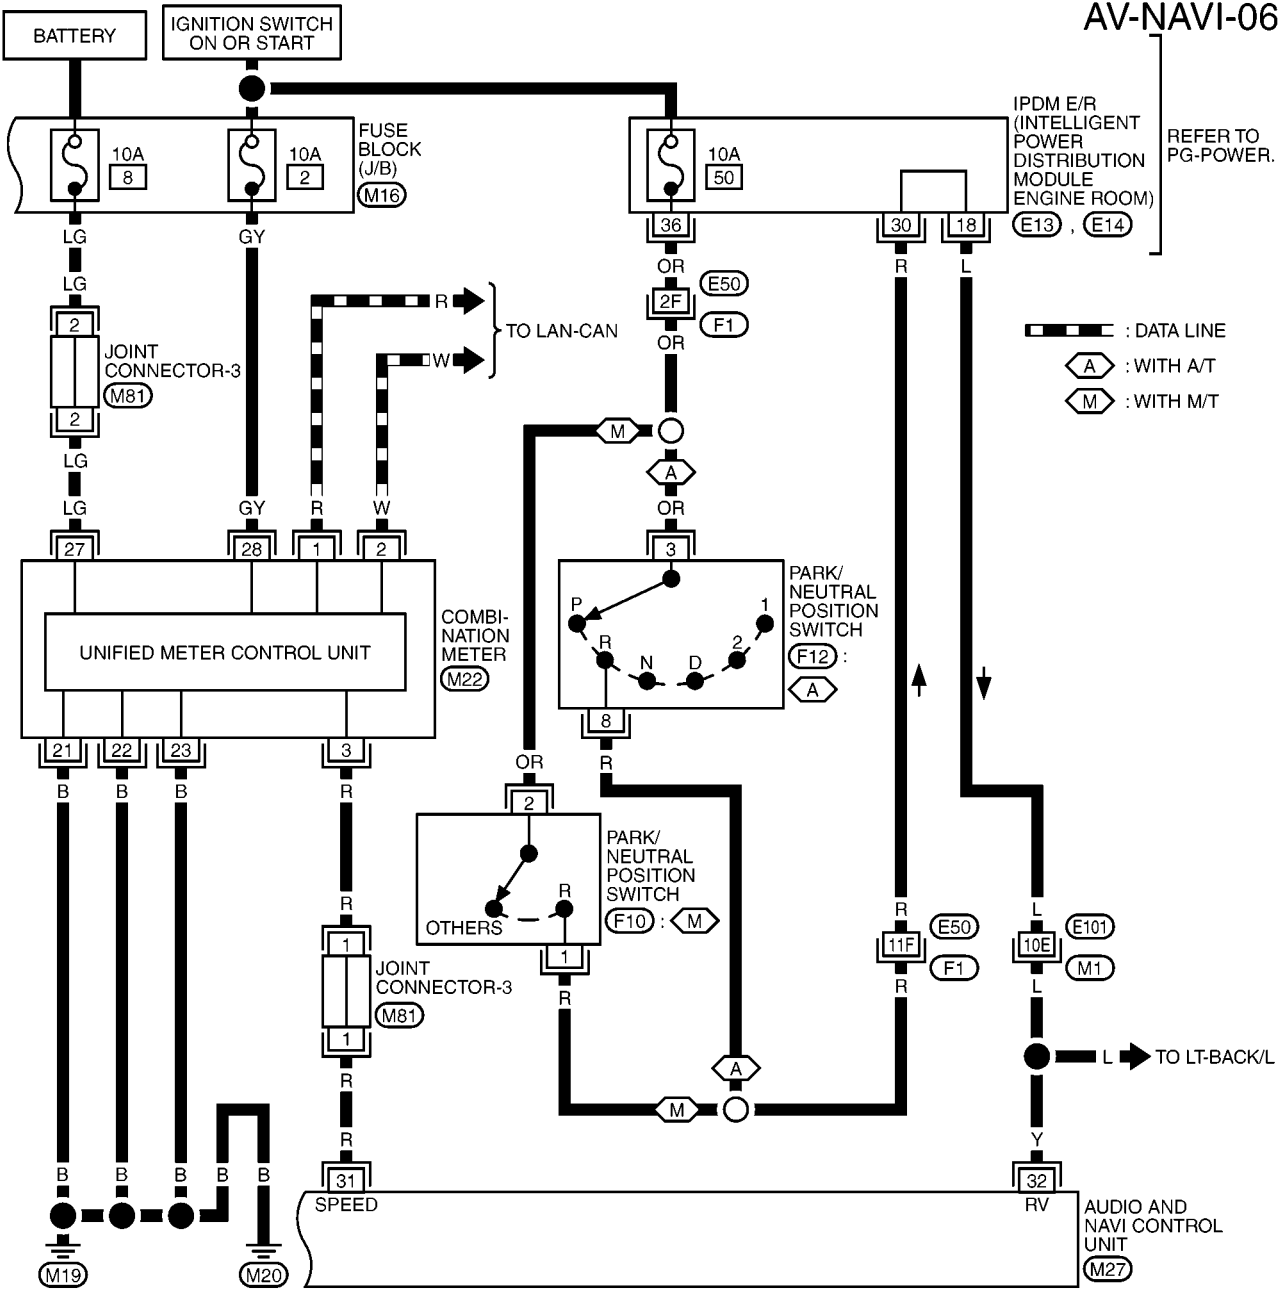 AV-NAVI-06
BATTERY
IGNITION SWITCH
ON OR START
10A
8
10A
2
FUSE
BLOCK
(J/B)
M16
10A
50
IPDM E/R
(INTELLIGENT
POWER
DISTRIBUTION
MODULE
ENGINE ROOM)
E13 , E14
REFER TO
PG-POWER.
36
30
18
LG
GY
OR
R
L
LG
E50
2F
F1
OR
R
W
TO LAN-CAN
: DATA LINE
A : WITH A/T
M : WITH M/T
2
JOINT
CONNECTOR-3
M81
2
LG
LG
GY
R
W
M
A
OR
27
28
1
2
3
UNIFIED METER CONTROL UNIT
COMBI-
NATION
METER
M22
P
R
N
D
2
1
PARK/
NEUTRAL
POSITION
SWITCH
F12 :
A
8
R
21
22
23
3
B
B
B
R
OR
2
OTHERS
R
PARK/
NEUTRAL
POSITION
SWITCH
F10 : M
1
R
R
1
JOINT
CONNECTOR-3
M81
1
R
R
R
E50
11F
F1
R
L
E101
10E
M1
L
L
TO LT-BACK/L
A
M
Y
B
B
B
B
B
31
SPEED
32
RV
AUDIO AND
NAVI CONTROL
UNIT
M27
M19
M20